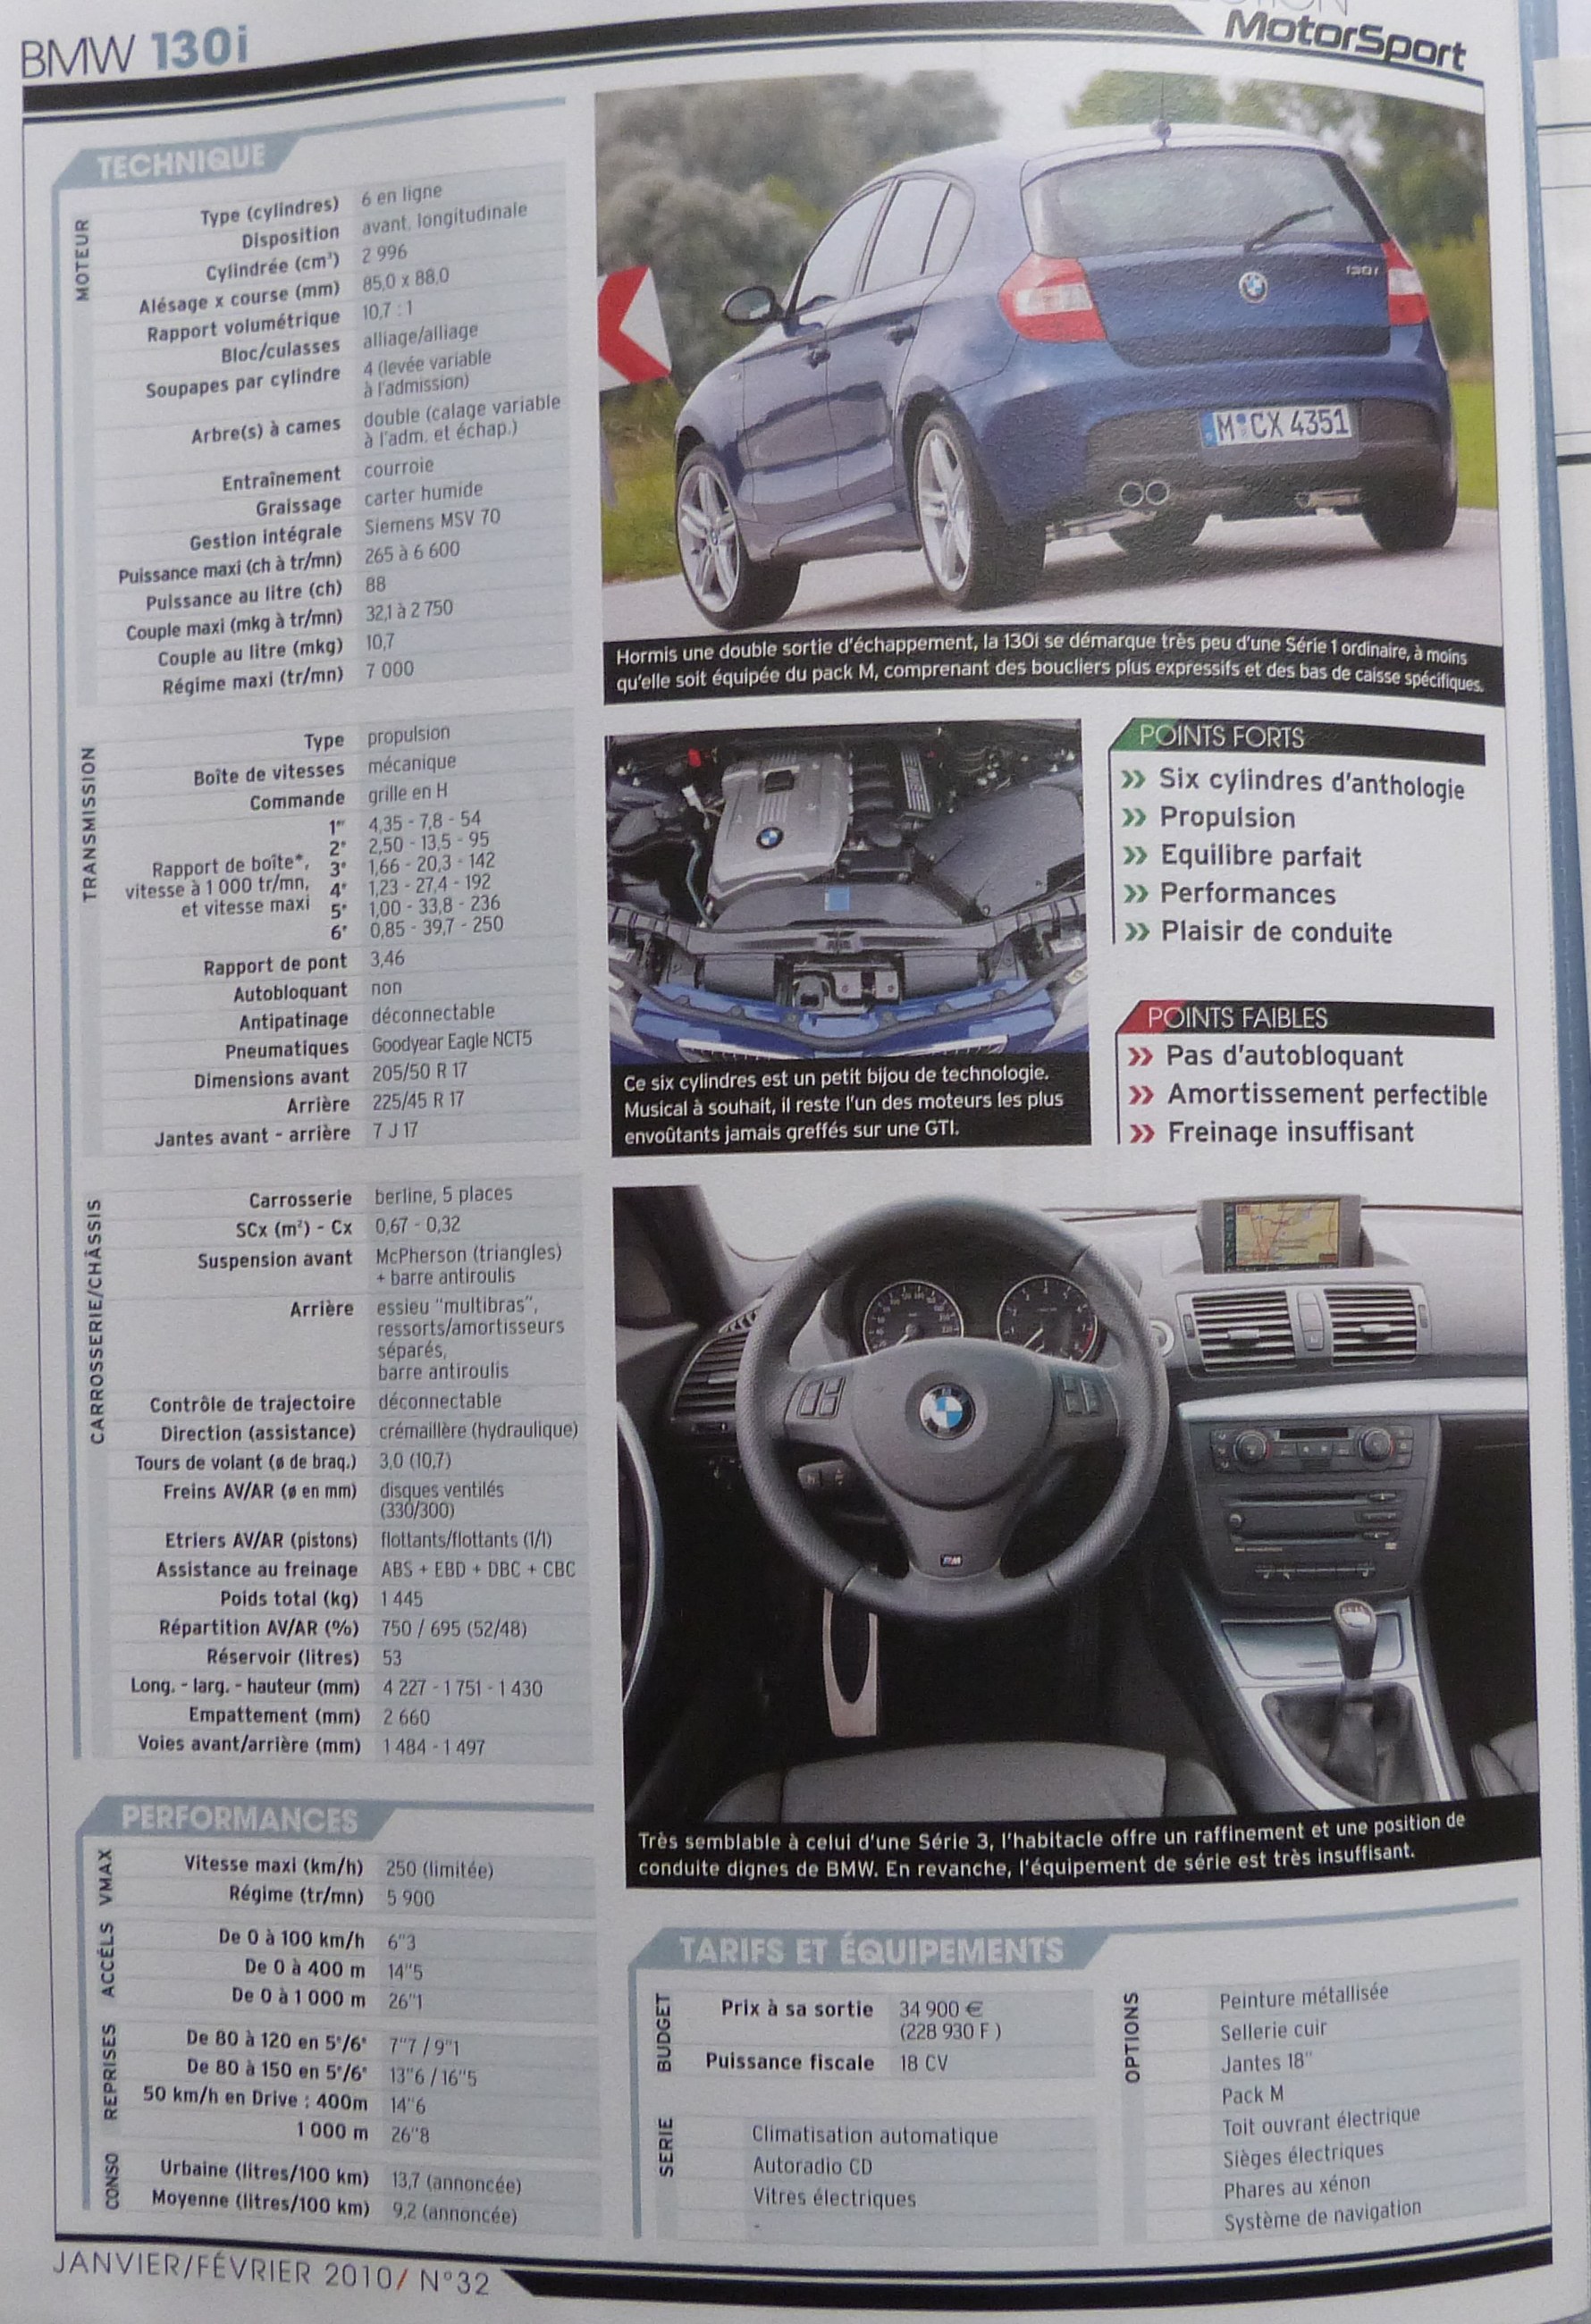 BMW 130i
MotorSport
TECHNIQUE
MOTEUR
Type (cylindres) 6 en ligne
Disposition avant, longitudinale
Cylindrée (cm³) 2 996
Alésage x course (mm) 85,0 x 88,0
Rapport volumétrique 10,7 : 1
Bloc/culasses alliage/alliage
Soupapes par cylindre 4 (levée variable
à l'admission)
Arbre(s) à cames double (calage variable
à l'adm. et échap.)
Entraînement courroie
Graissage carter humide
Gestion intégrale Siemens MSV 70
Puissance maxi (ch à tr/mn) 265 à 6 600
Puissance au litre (ch) 88
Couple maxi (mkg à tr/mn) 32,1 à 2 750
Couple au litre (mkg) 10,7
Régime maxi (tr/mn) 7 000
TRANSMISSION
Type propulsion
Boîte de vitesses mécanique
Commande grille en H
1re 4,35 - 7,8 - 54
2e 2,50 - 13,5 - 95
Rapport de boîte*, 3e 1,66 - 20,3 - 142
vitesse à 1 000 tr/mn, 4e 1,23 - 27,4 - 192
et vitesse maxi 5e 1,00 - 33,8 - 236
6e 0,85 - 39,7 - 250
Rapport de pont 3,46
Autobloquant non
Antipatinage déconnectable
Pneumatiques Goodyear Eagle NCT5
Dimensions avant 205/50 R 17
Arrière 225/45 R 17
Jantes avant - arrière 7 J 17
CARROSSERIE/CHÂSSIS
Carrosserie berline, 5 places
SCx (m²) - Cx 0,67 - 0,32
Suspension avant McPherson (triangles)
+ barre antiroulis
Arrière essieu "multibras",
ressorts/amortisseurs
séparés,
barre antiroulis
Contrôle de trajectoire déconnectable
Direction (assistance) crémaillère (hydraulique)
Tours de volant (ø de braq.) 3,0 (10,7)
Freins AV/AR (ø en mm) disques ventilés
(330/300)
Etriers AV/AR (pistons) flottants/flottants (1/1)
Assistance au freinage ABS + EBD + DBC + CBC
Poids total (kg) 1 445
Répartition AV/AR (%) 750 / 695 (52/48)
Réservoir (litres) 53
Long. - larg. - hauteur (mm) 4 227 - 1 751 - 1 430
Empattement (mm) 2 660
Voies avant/arrière (mm) 1 484 - 1 497
PERFORMANCES
VMAX
Vitesse maxi (km/h) 250 (limitée)
Régime (tr/mn) 5 900
ACCÉLS
De 0 à 100 km/h 6"3
De 0 à 400 m 14"5
De 0 à 1 000 m 26"1
REPRISES
De 80 à 120 en 5e/6e 7"7 / 9"1
De 80 à 150 en 5e/6e 13"6 / 16"5
50 km/h en Drive : 400m 14"6
1 000 m 26"8
CONSO
Urbaine (litres/100 km) 13,7 (annoncée)
Moyenne (litres/100 km) 9,2 (annoncée)
130i
M CX 4351
Hormis une double sortie d'échappement, la 130i se démarque très peu d'une Série 1 ordinaire, à moins
qu'elle soit équipée du pack M, comprenant des boucliers plus expressifs et des bas de caisse spécifiques.
Ce six cylindres est un petit bijou de technologie.
Musical à souhait, il reste l'un des moteurs les plus
envoûtants jamais greffés sur une GTI.
POINTS FORTS
Six cylindres d'anthologie
Propulsion
Equilibre parfait
Performances
Plaisir de conduite
POINTS FAIBLES
Pas d'autobloquant
Amortissement perfectible
Freinage insuffisant
Très semblable à celui d'une Série 3, l'habitacle offre un raffinement et une position de
conduite dignes de BMW. En revanche, l'équipement de série est très insuffisant.
TARIFS ET ÉQUIPEMENTS
BUDGET
Prix à sa sortie 34 900 €
(228 930 F )
Puissance fiscale 18 CV
SERIE
Climatisation automatique
Autoradio CD
Vitres électriques
-
OPTIONS
Peinture métallisée
Sellerie cuir
Jantes 18"
Pack M
Toit ouvrant électrique
Sièges électriques
Phares au xénon
Système de navigation
JANVIER/FÉVRIER 2010/ N°32